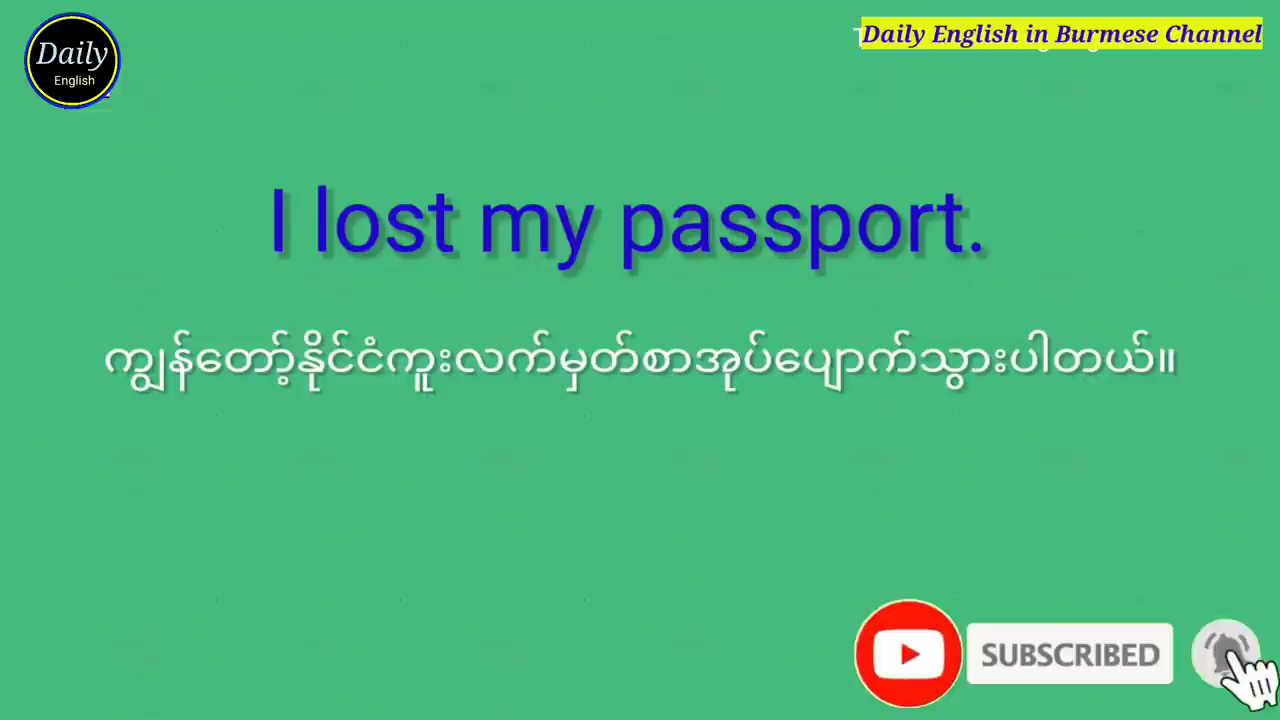 Daily
English
Daily English in Burmese Channel
I lost my passport.
ကျွန်တော့်နိုင်ငံကူးလက်မှတ်စာအုပ်ပျောက်သွားပါတယ်။
SUBSCRIBED